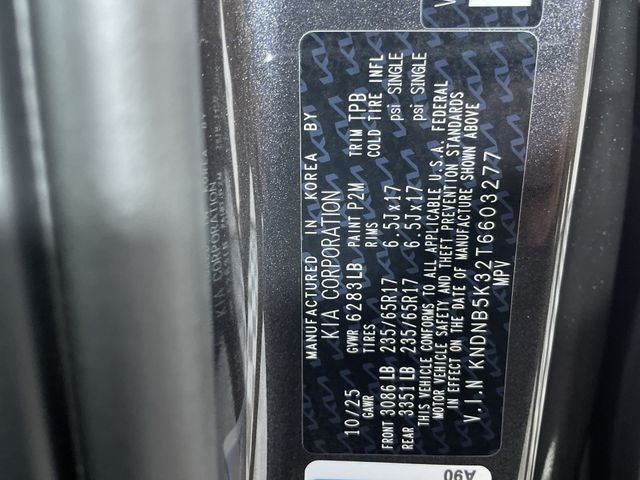 MANUFACTURED IN KOREA BY
KIA CORPORATION
10/25 GVWR 6283LB PAINT P2M TRIM TPB
GAWR TIRES RIMS COLD TIRE INFL
FRONT 3086 LB 235/65R17 6.5Jx17 psi SINGLE
REAR 3351 LB 235/65R17 6.5Jx17 psi SINGLE
THIS VEHICLE CONFORMS TO ALL APPLICABLE U.S.A. FEDERAL
MOTOR VEHICLE SAFETY AND THEFT PREVENTION STANDARDS
IN EFFECT ON THE DATE OF MANUFACTURE SHOWN ABOVE
V.I.N KNDNB5K32T6603277
MPV
A90